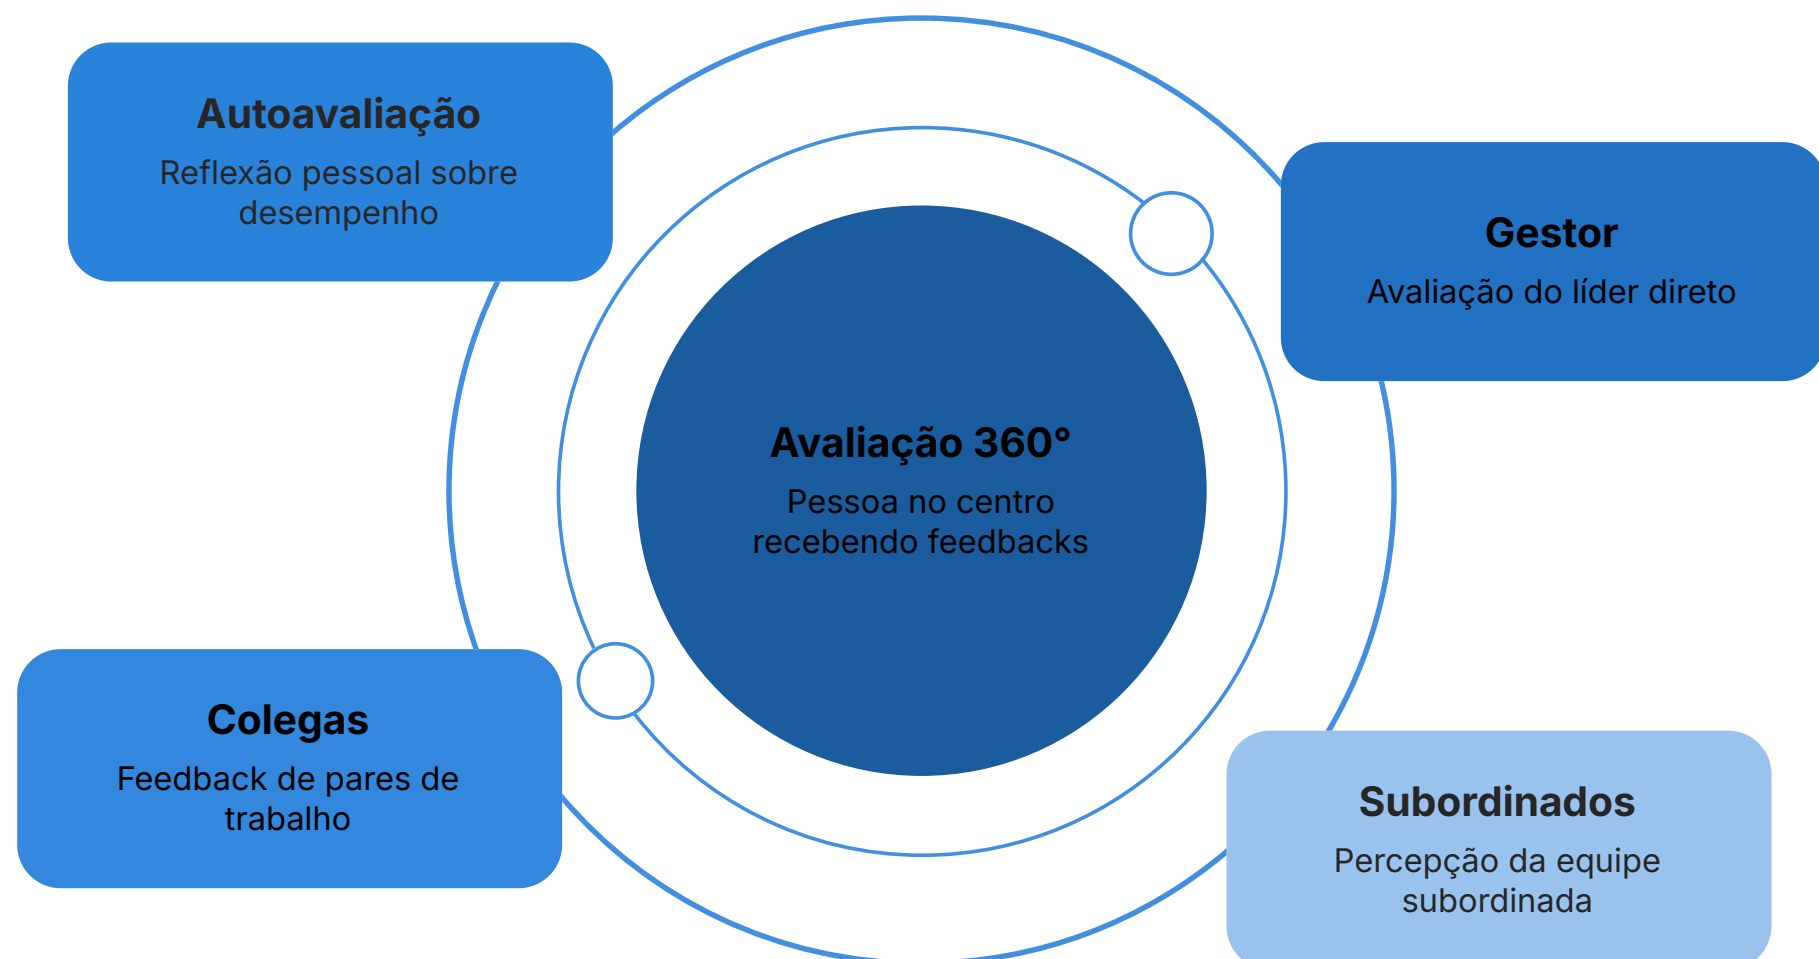 Autoavaliação
Reflexão pessoal sobre
desempenho
Gestor
Avaliação do líder direto
Avaliação 360°
Pessoa no centro
recebendo feedbacks
Colegas
Feedback de pares de
trabalho
Subordinados
Percepção da equipe
subordinada